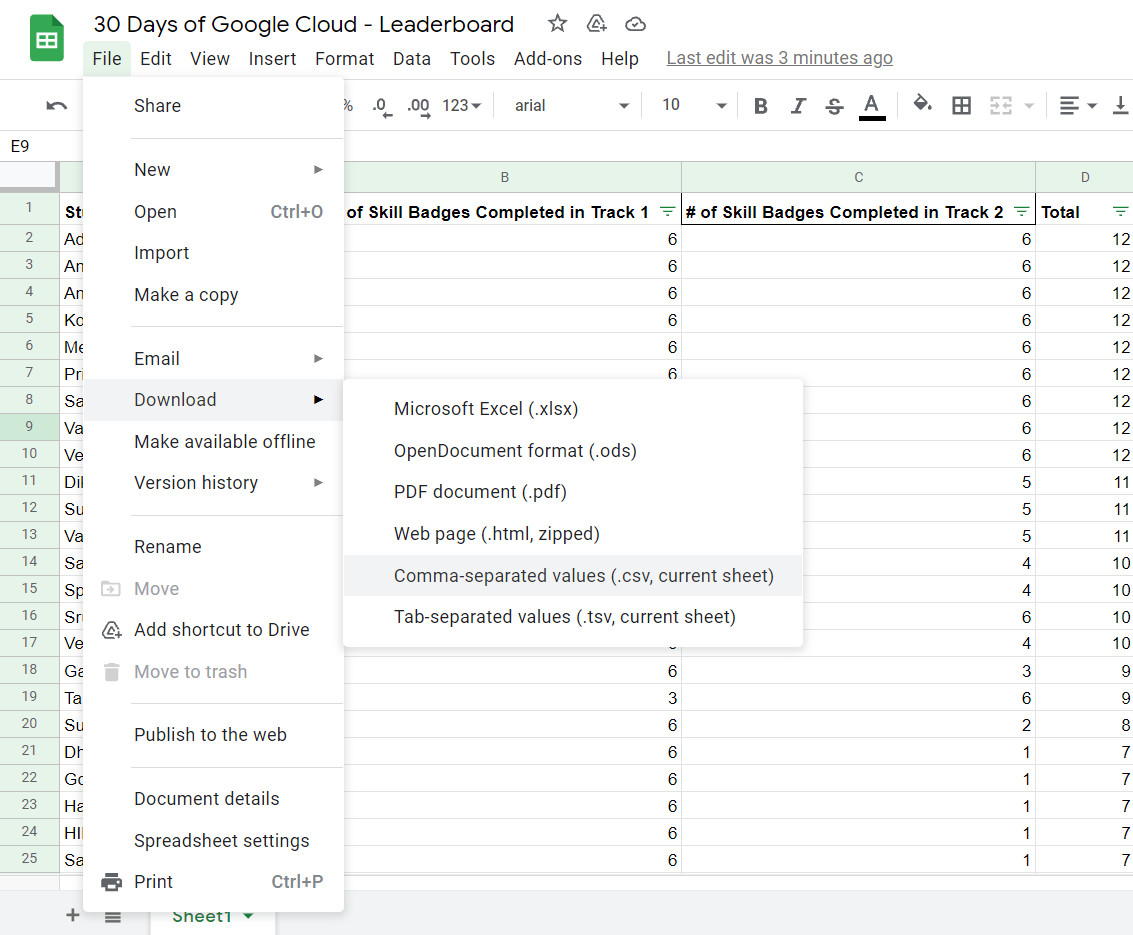 30 Days of Google Cloud - Leaderboard
File Edit View Insert Format Data Tools Add-ons Help Last edit was 3 minutes ago
% .0 .00 123 arial 10 B I S A
E9
B C D
1 of Skill Badges Completed in Track 1 # of Skill Badges Completed in Track 2 Total
2 Ad 6 6 12
3 An 6 6 12
4 An 6 6 12
5 Ko 6 6 12
6 Me 6 6 12
7 Pri 6 6 12
8 Sa 6 12
9 Va 6 12
10 Ve 6 12
11 Dil 5 11
12 Su 5 11
13 Va 5 11
14 Sa 4 10
15 Sp 4 10
16 Sru 6 10
17 Ve 4 10
18 Ga 6 3 9
19 Ta 3 6 9
20 Su 6 2 8
21 Dh 6 1 7
22 Go 6 1 7
23 Ha 6 1 7
24 HI 6 1 7
25 Sa 6 1 7
Share
New
Open Ctrl+O
Import
Make a copy
Email
Download
Make available offline
Version history
Rename
Move
Add shortcut to Drive
Move to trash
Publish to the web
Document details
Spreadsheet settings
Print Ctrl+P
Microsoft Excel (.xlsx)
OpenDocument format (.ods)
PDF document (.pdf)
Web page (.html, zipped)
Comma-separated values (.csv, current sheet)
Tab-separated values (.tsv, current sheet)
Sheet1